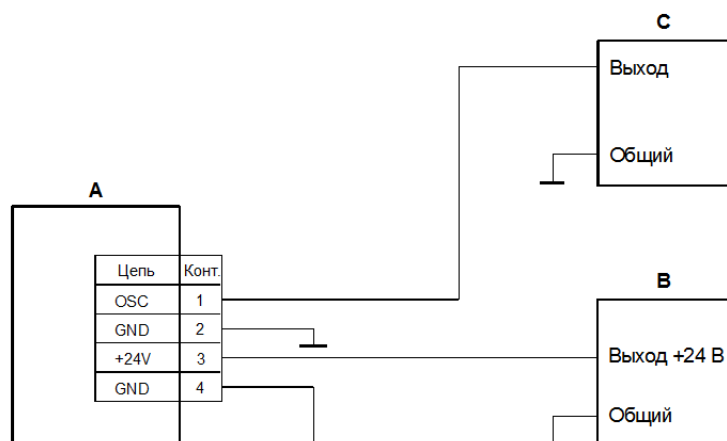 C
Выход
Общий
A
Цепь Конт.
OSC 1
GND 2
+24V 3
GND 4
B
Выход +24 В
Общий